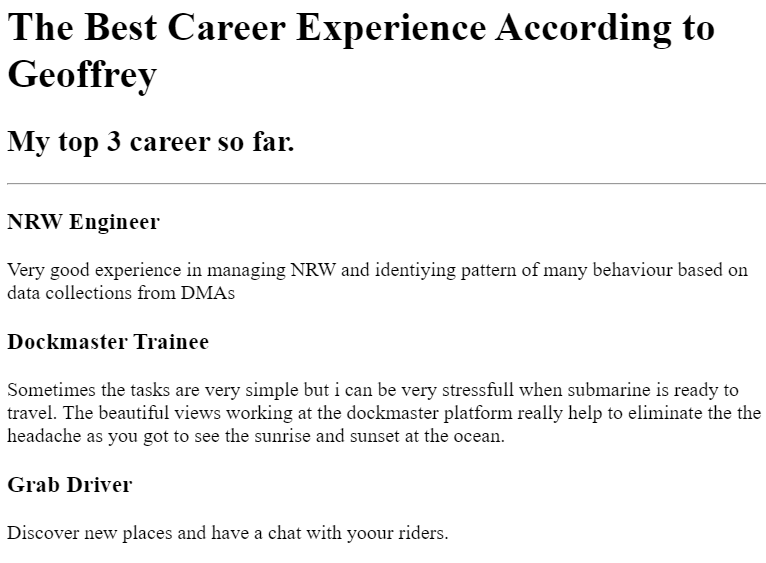 The Best Career Experience According to
Geoffrey
My top 3 career so far.
NRW Engineer
Very good experience in managing NRW and identiying pattern of many behaviour based on
data collections from DMAs
Dockmaster Trainee
Sometimes the tasks are very simple but i can be very stressfull when submarine is ready to
travel. The beautiful views working at the dockmaster platform really help to eliminate the the
headache as you got to see the sunrise and sunset at the ocean.
Grab Driver
Discover new places and have a chat with yoour riders.